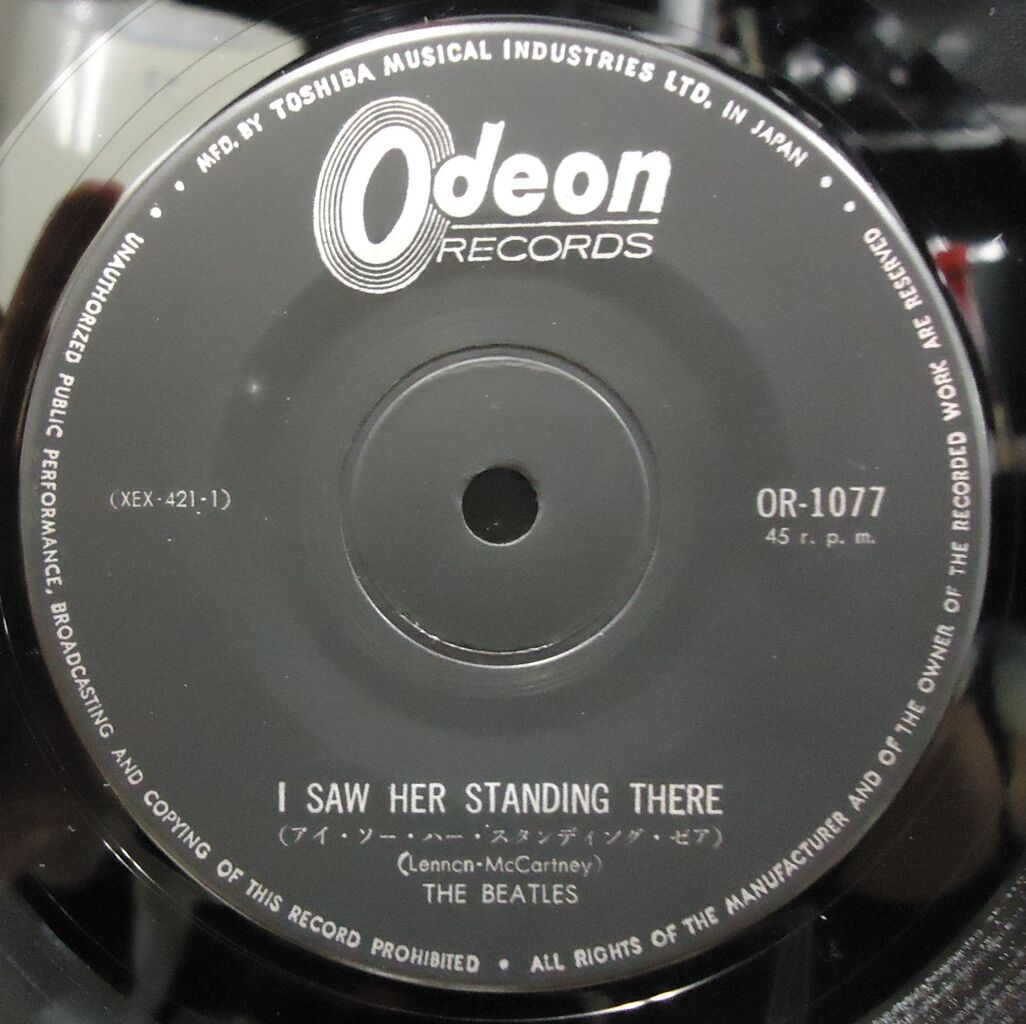 MFD. BY TOSHIBA MUSICAL INDUSTRIES LTD. IN JAPAN
Odeon
RECORDS
(XEX-421-1)
OR-1077
45 r. p. m.
I SAW HER STANDING THERE
(アイ・ソー・ハー・スタンディング・ゼア)
(Lennon-McCartney)
THE BEATLES
UNAUTHORIZED PUBLIC PERFORMANCE, BROADCASTING AND COPYING OF THIS RECORD PROHIBITED • ALL RIGHTS OF THE MANUFACTURER AND OF THE OWNER OF THE RECORDED WORK ARE RESERVED